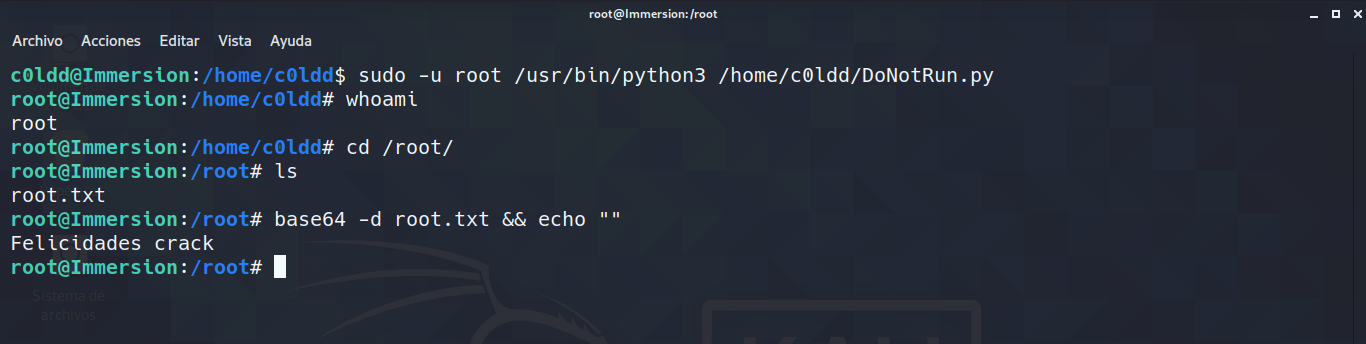 root@Immersion:/root
Archivo Acciones Editar Vista Ayuda
c0ldd@Immersion:/home/c0ldd$ sudo -u root /usr/bin/python3 /home/c0ldd/DoNotRun.py
root@Immersion:/home/c0ldd# whoami
root
root@Immersion:/home/c0ldd# cd /root/
root@Immersion:/root# ls
root.txt
root@Immersion:/root# base64 -d root.txt && echo ""
Felicidades crack
root@Immersion:/root#
Sistema de
archivos
KALI